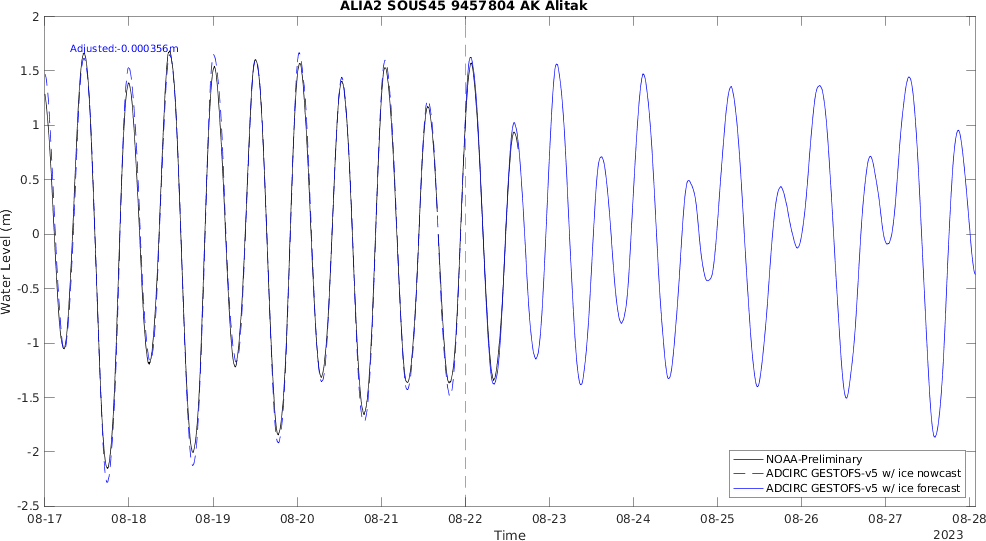 ALIA2 SOUS45 9457804 AK Alitak
Adjusted:-0.000356m
2
1.5
1
0.5
0
-0.5
-1
-1.5
-2
-2.5
Water Level (m)
NOAA-Preliminary
ADCIRC GESTOFS-v5 w/ ice nowcast
ADCIRC GESTOFS-v5 w/ ice forecast
08-17 08-18 08-19 08-20 08-21 08-22 08-23 08-24 08-25 08-26 08-27 08-28
Time
2023